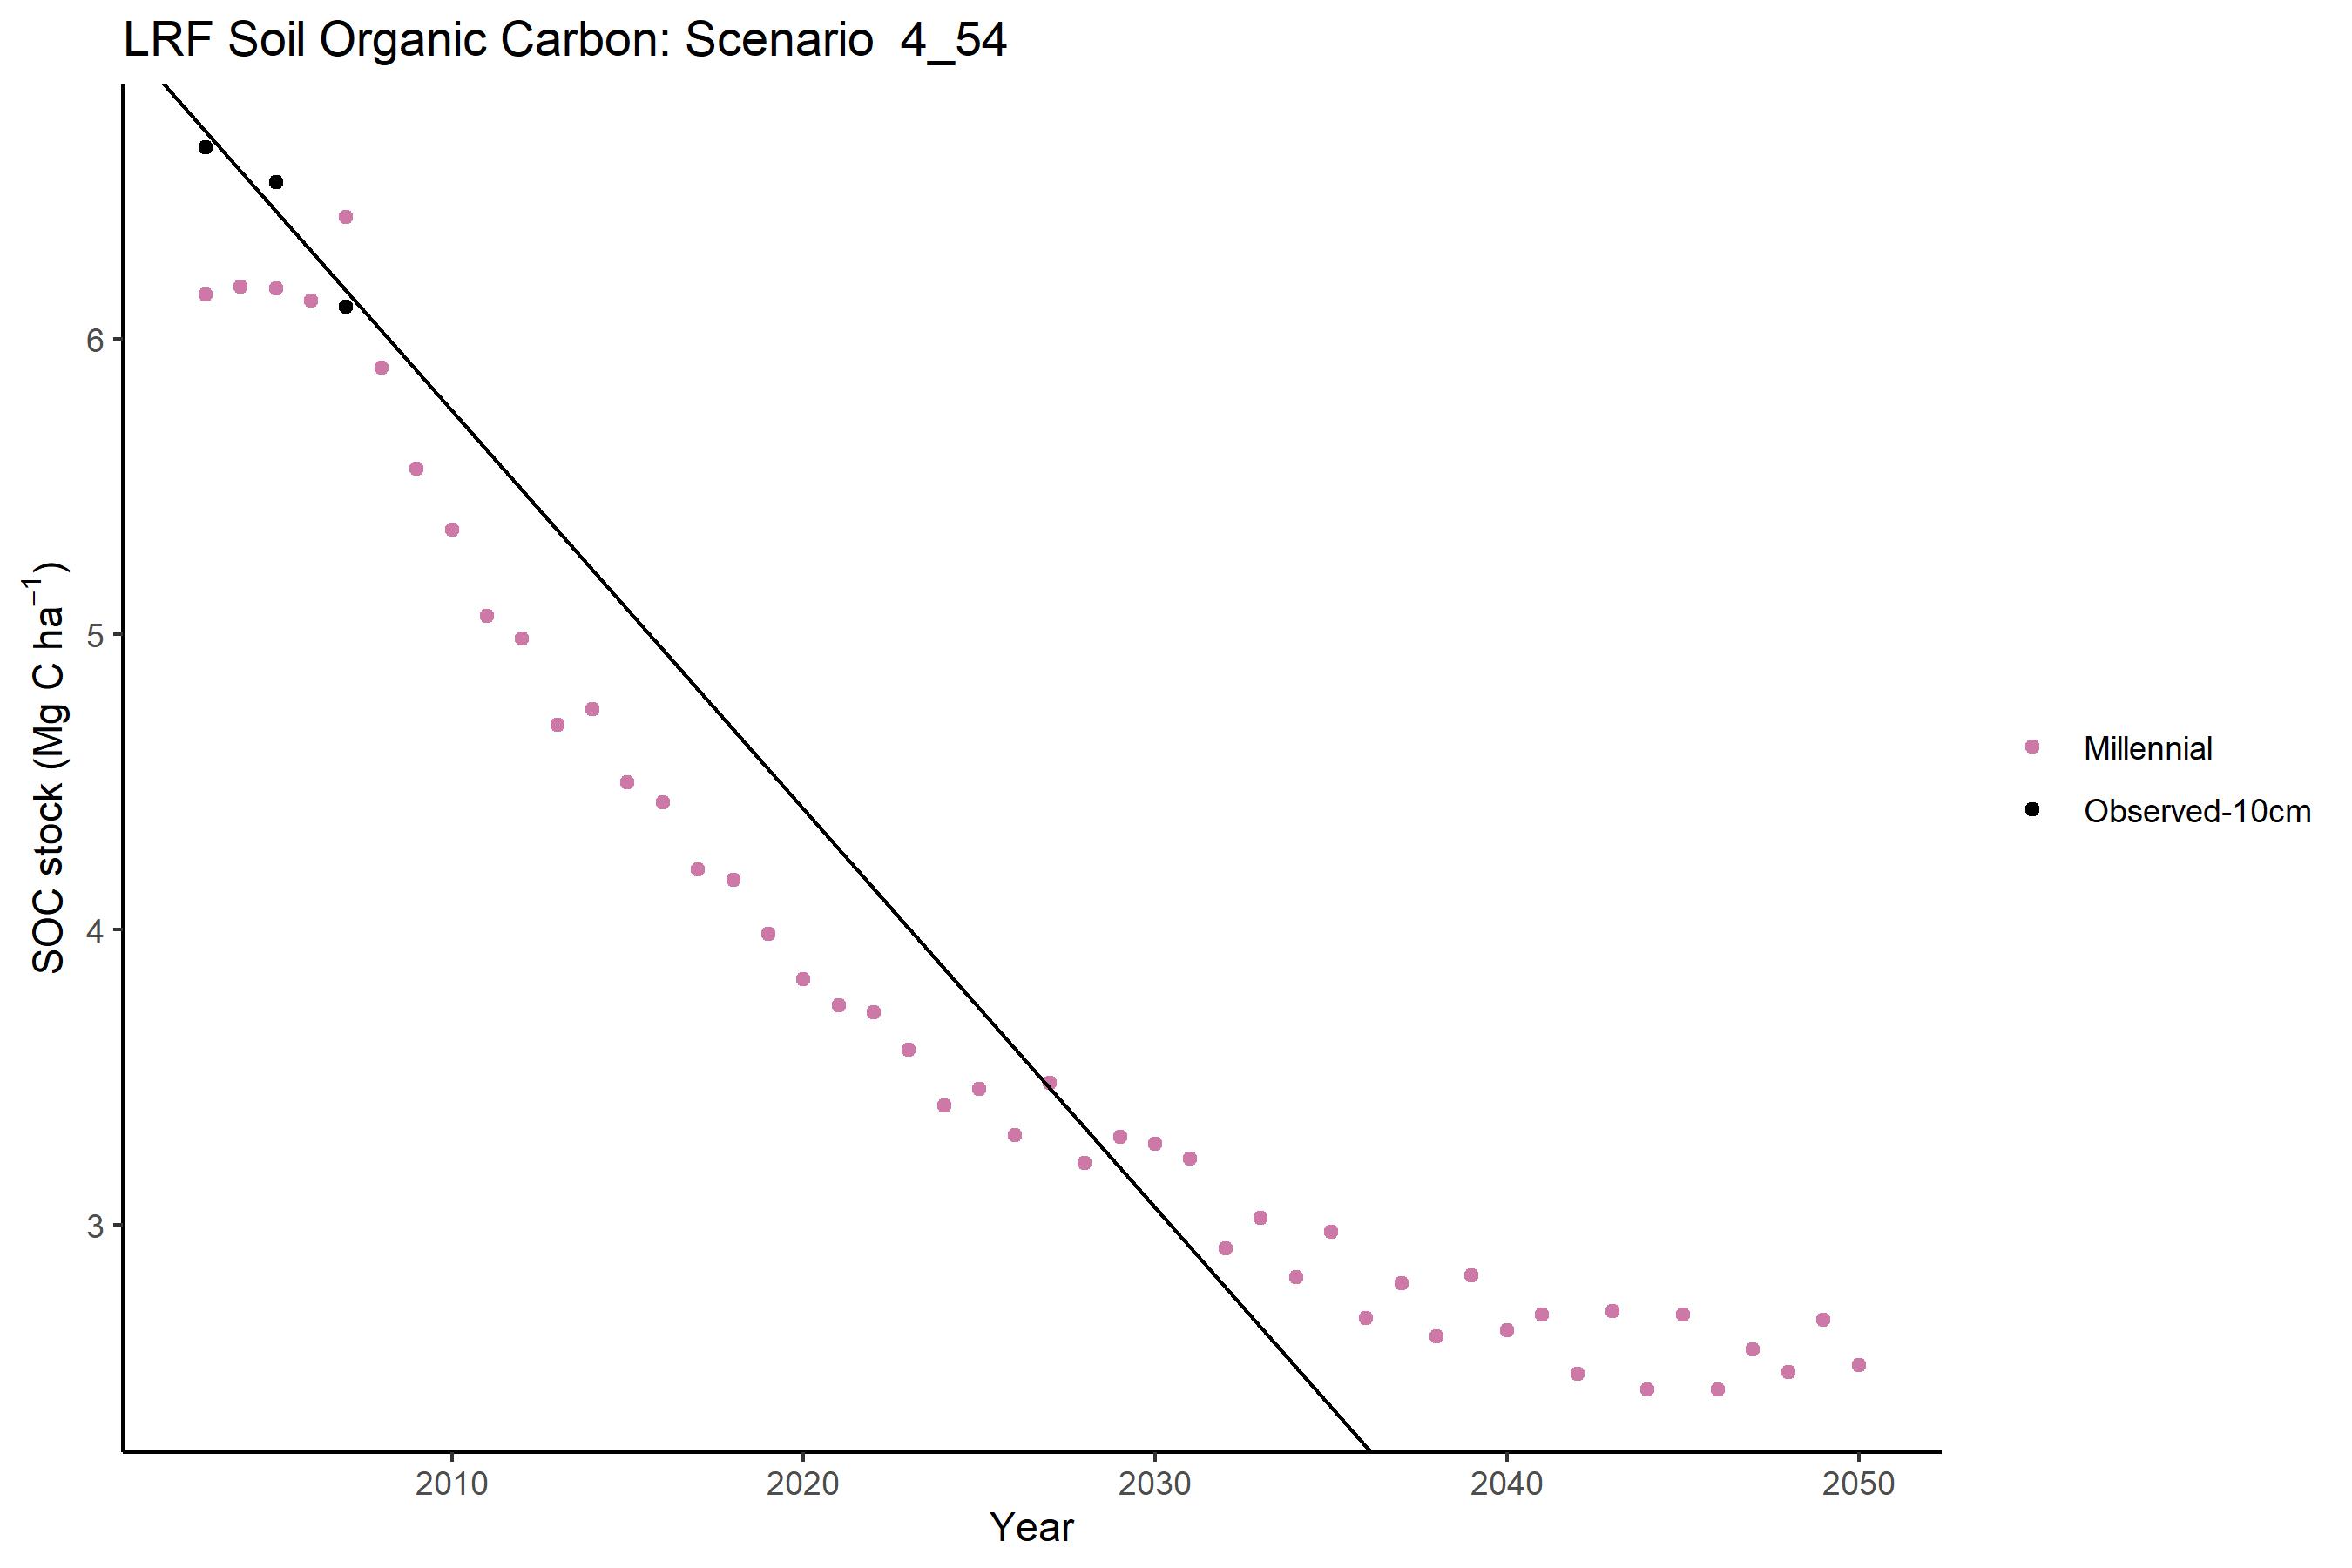 LRF Soil Organic Carbon: Scenario  4_54
SOC stock (Mg C ha⁻¹)
6
5
4
3
2010
2020
2030
2040
2050
Year
Millennial
Observed-10cm